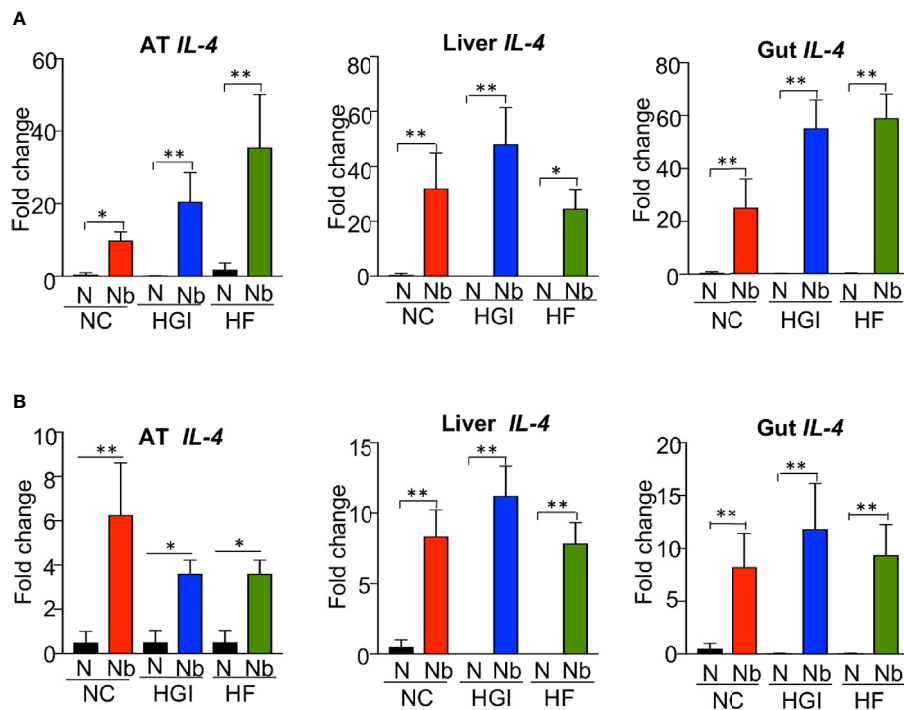 A
AT IL-4
Fold change
60
40
20
0
*
**
**
N Nb N Nb N Nb
NC HGI HF
Liver IL-4
Fold change
80
60
40
20
0
**
**
*
N Nb N Nb N Nb
NC HGI HF
Gut IL-4
Fold change
80
60
40
20
0
**
**
**
N Nb N Nb N Nb
NC HGI HF
B
AT IL-4
Fold change
10
8
6
4
2
0
**
*
*
N Nb N Nb N Nb
NC HGI HF
Liver IL-4
Fold change
15
10
5
0
**
**
**
N Nb N Nb N Nb
NC HGI HF
Gut IL-4
Fold change
20
15
10
5
0
**
**
**
N Nb N Nb N Nb
NC HGI HF